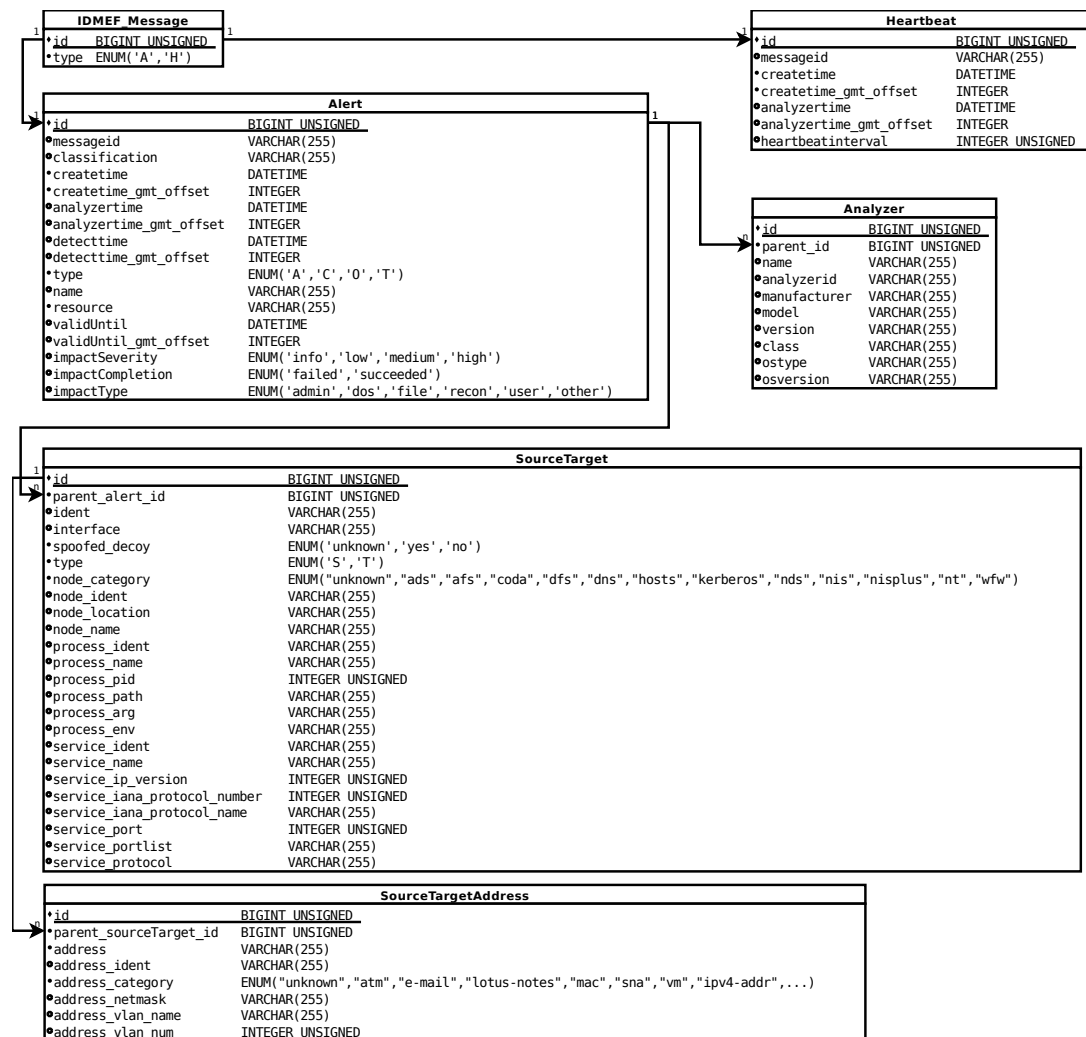 IDMEF_Message
1
id BIGINT UNSIGNED
1
type ENUM('A','H')
Heartbeat
1
id BIGINT UNSIGNED
messageid VARCHAR(255)
createtime DATETIME
createtime_gmt_offset INTEGER
analyzertime DATETIME
analyzertime_gmt_offset INTEGER
heartbeatinterval INTEGER UNSIGNED
Alert
1
1
id BIGINT UNSIGNED
messageid VARCHAR(255)
classification VARCHAR(255)
createtime DATETIME
createtime_gmt_offset INTEGER
analyzertime DATETIME
analyzertime_gmt_offset INTEGER
detecttime DATETIME
detecttime_gmt_offset INTEGER
type ENUM('A','C','O','T')
name VARCHAR(255)
resource VARCHAR(255)
validUntil DATETIME
validUntil_gmt_offset INTEGER
impactSeverity ENUM('info','low','medium','high')
impactCompletion ENUM('failed','succeeded')
impactType ENUM('admin','dos','file','recon','user','other')
Analyzer
id BIGINT UNSIGNED
n
parent_id BIGINT UNSIGNED
name VARCHAR(255)
analyzerid VARCHAR(255)
manufacturer VARCHAR(255)
model VARCHAR(255)
version VARCHAR(255)
class VARCHAR(255)
ostype VARCHAR(255)
osversion VARCHAR(255)
SourceTarget
1
id BIGINT UNSIGNED
n
parent_alert_id BIGINT UNSIGNED
ident VARCHAR(255)
interface VARCHAR(255)
spoofed_decoy ENUM('unknown','yes','no')
type ENUM('S','T')
node_category ENUM("unknown","ads","afs","coda","dfs","dns","hosts","kerberos","nds","nis","nisplus","nt","wfw")
node_ident VARCHAR(255)
node_location VARCHAR(255)
node_name VARCHAR(255)
process_ident VARCHAR(255)
process_name VARCHAR(255)
process_pid INTEGER UNSIGNED
process_path VARCHAR(255)
process_arg VARCHAR(255)
process_env VARCHAR(255)
service_ident VARCHAR(255)
service_name VARCHAR(255)
service_ip_version INTEGER UNSIGNED
service_iana_protocol_number INTEGER UNSIGNED
service_iana_protocol_name VARCHAR(255)
service_port INTEGER UNSIGNED
service_portlist VARCHAR(255)
service_protocol VARCHAR(255)
SourceTargetAddress
id BIGINT UNSIGNED
n
parent_sourceTarget_id BIGINT UNSIGNED
address VARCHAR(255)
address_ident VARCHAR(255)
address_category ENUM("unknown","atm","e-mail","lotus-notes","mac","sna","vm","ipv4-addr",...)
address_netmask VARCHAR(255)
address_vlan_name VARCHAR(255)
address_vlan_num INTEGER UNSIGNED